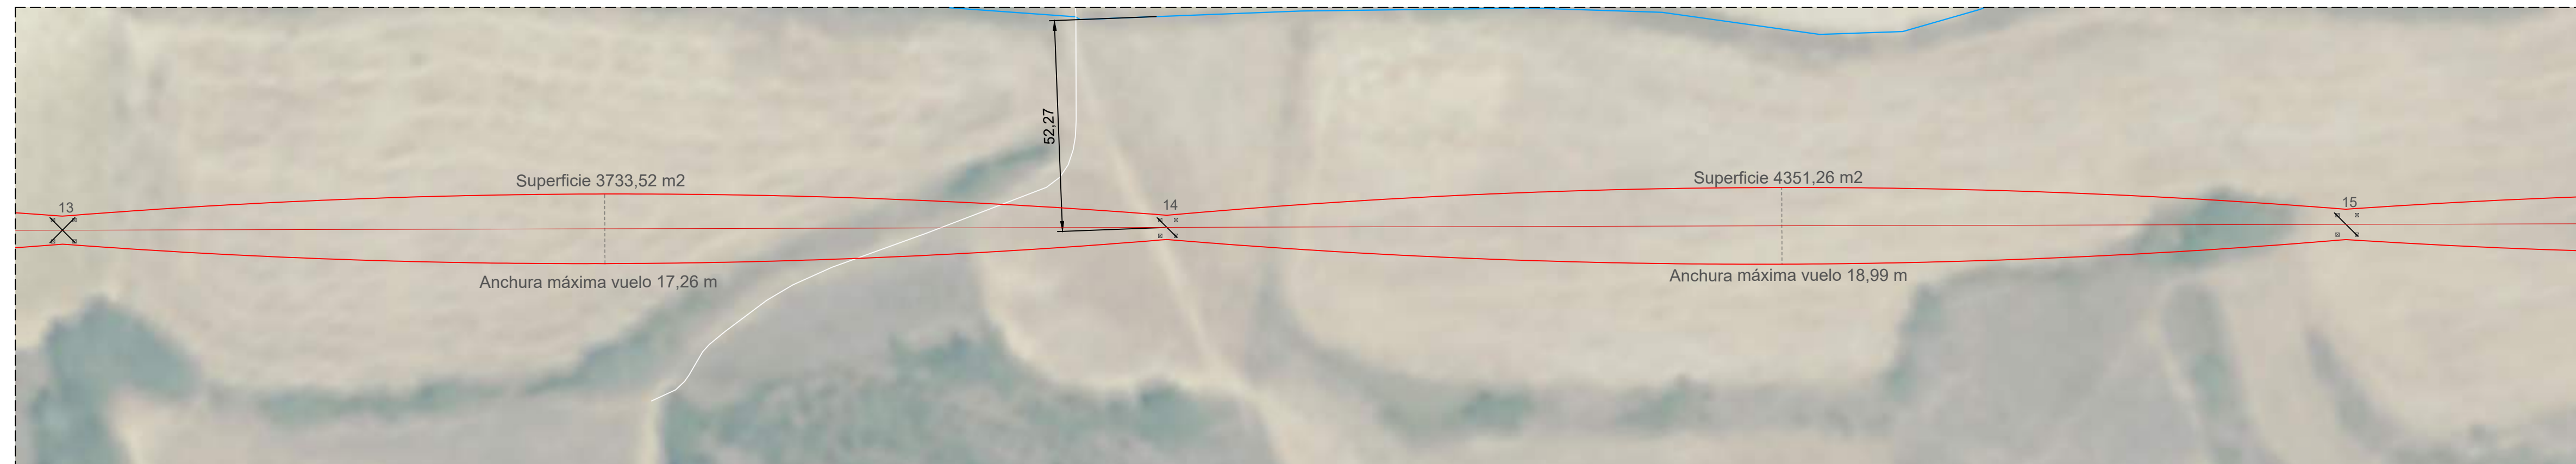 52,27
Superficie 3733,52 m2
Superficie 4351,26 m2
13
14
15
Anchura máxima vuelo 17,26 m
Anchura máxima vuelo 18,99 m